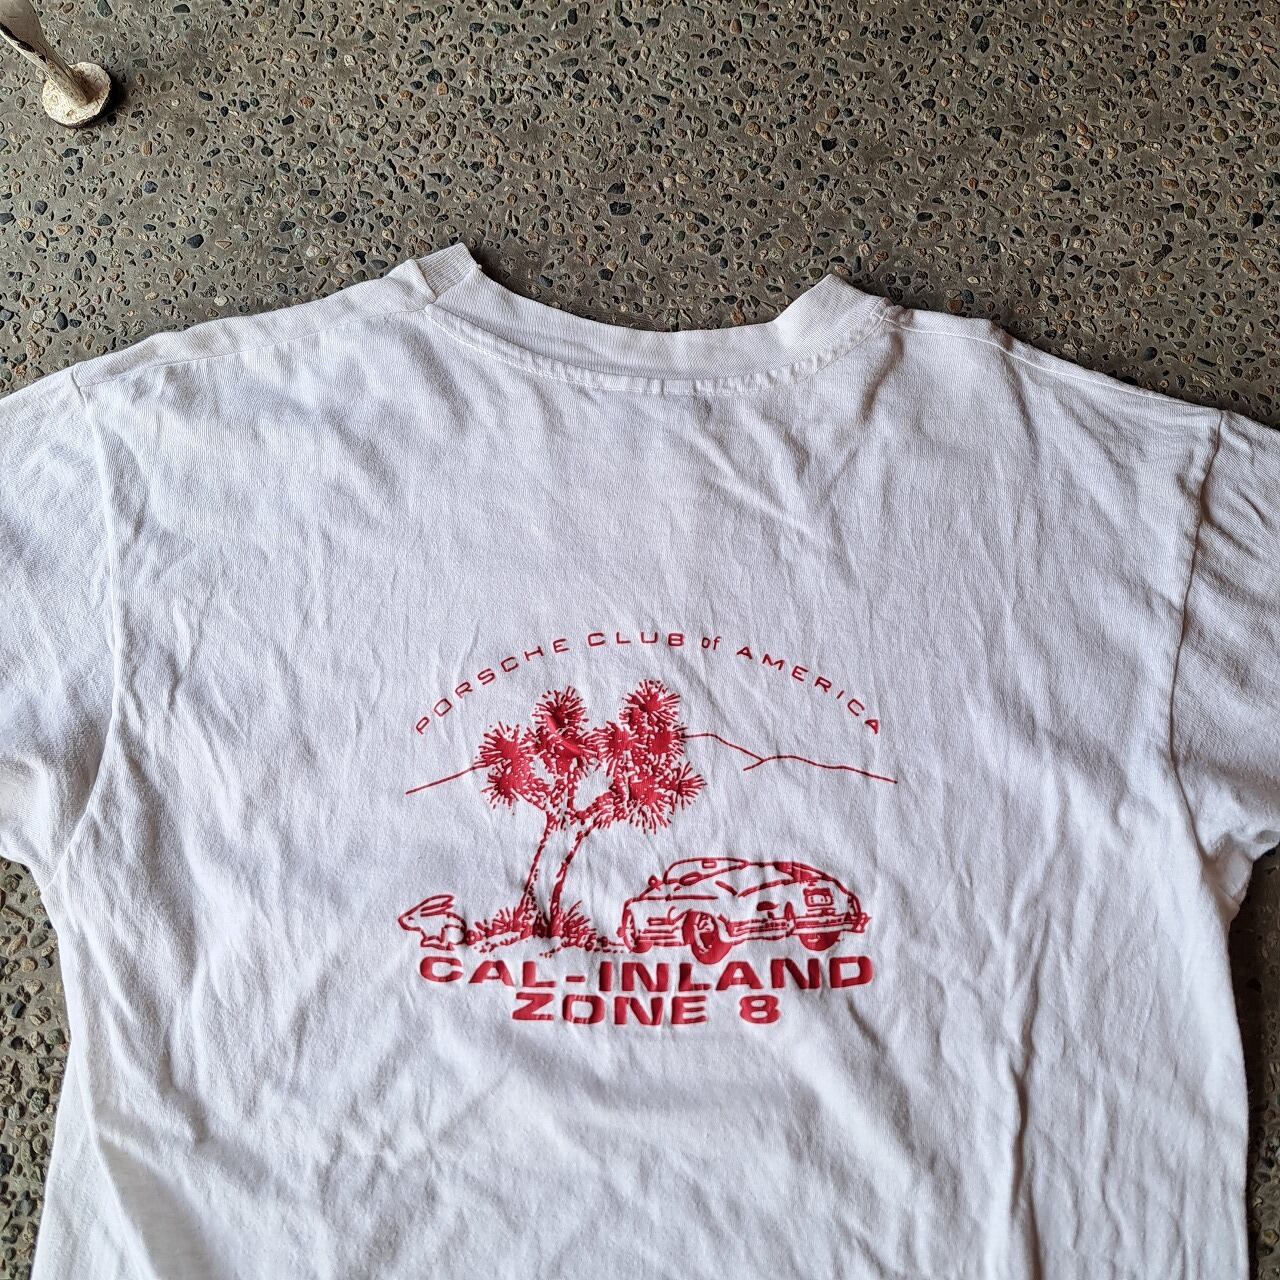 PORSCHE CLUB of AMERICA
CAL-INLAND
ZONE 8